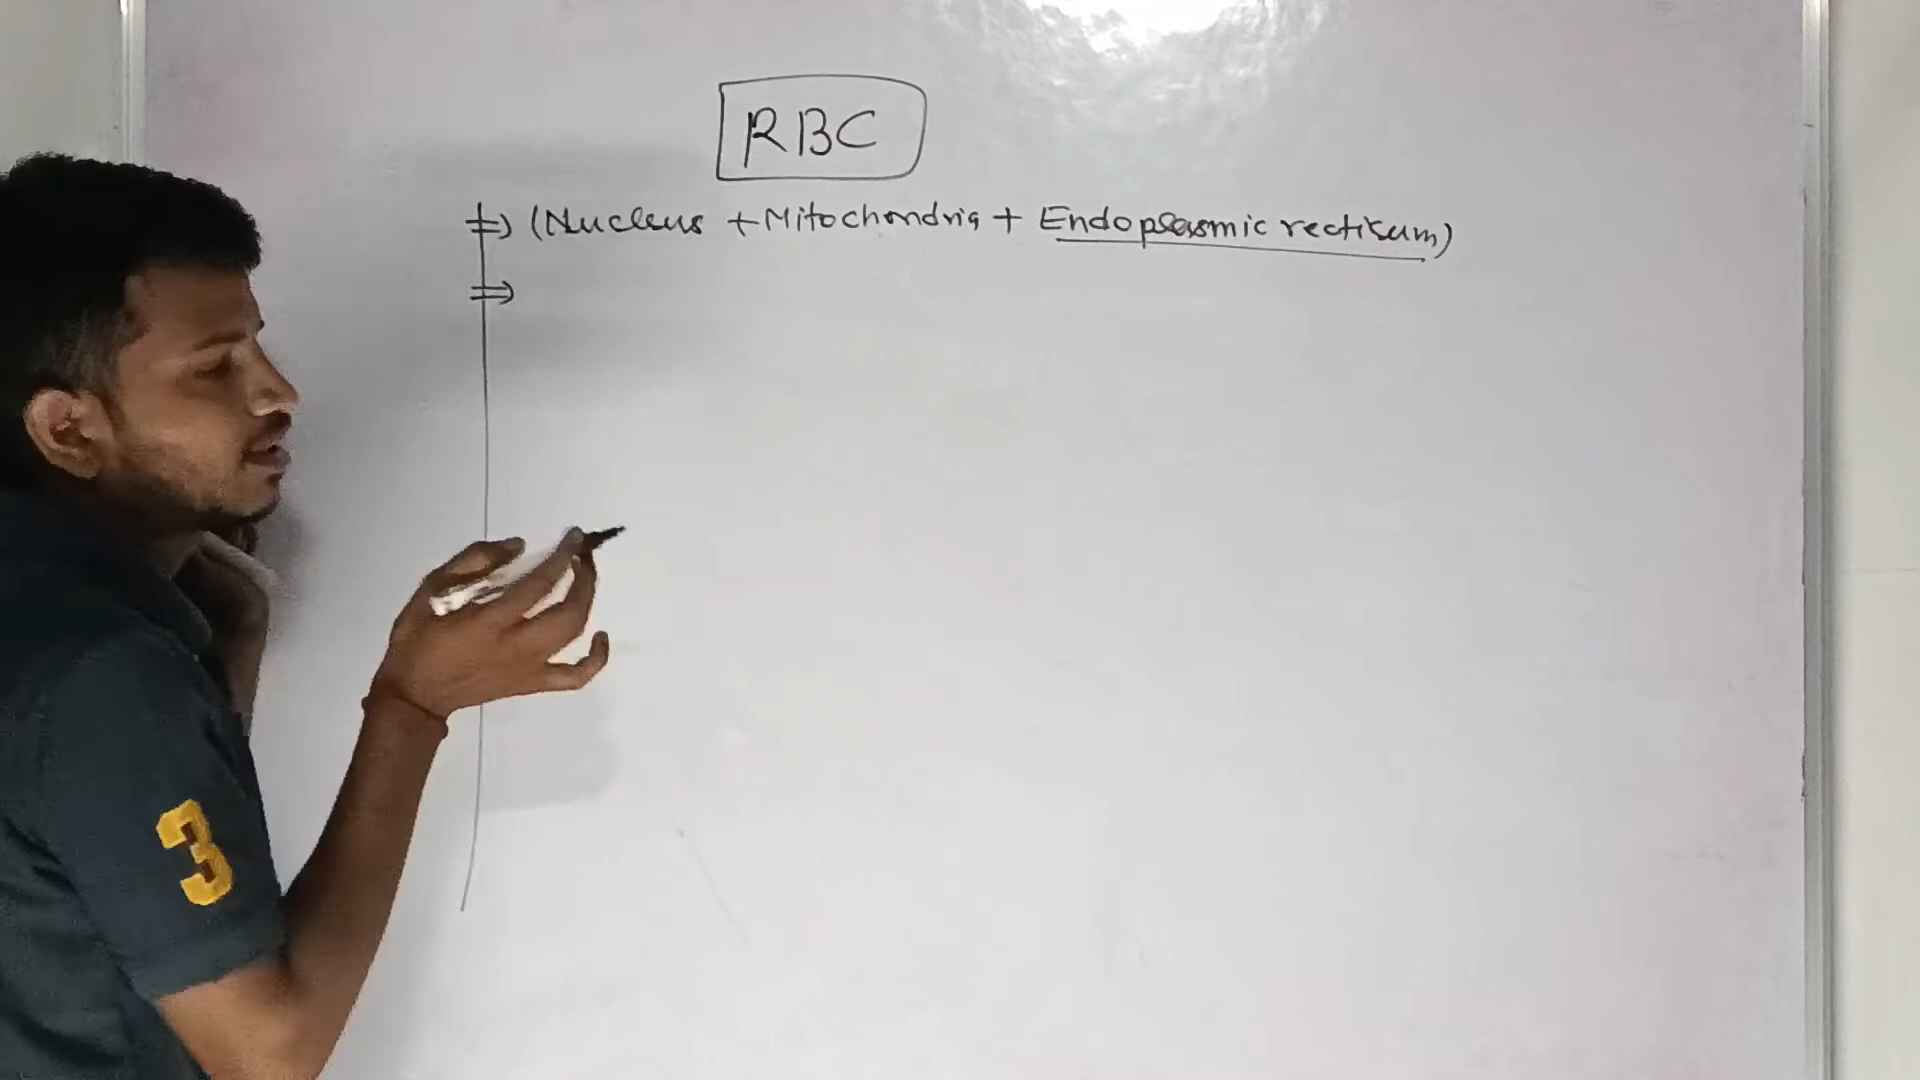 RBC
⇒ (Nucleus + Mitochondria + Endoplasmic recticum)
⇒
3